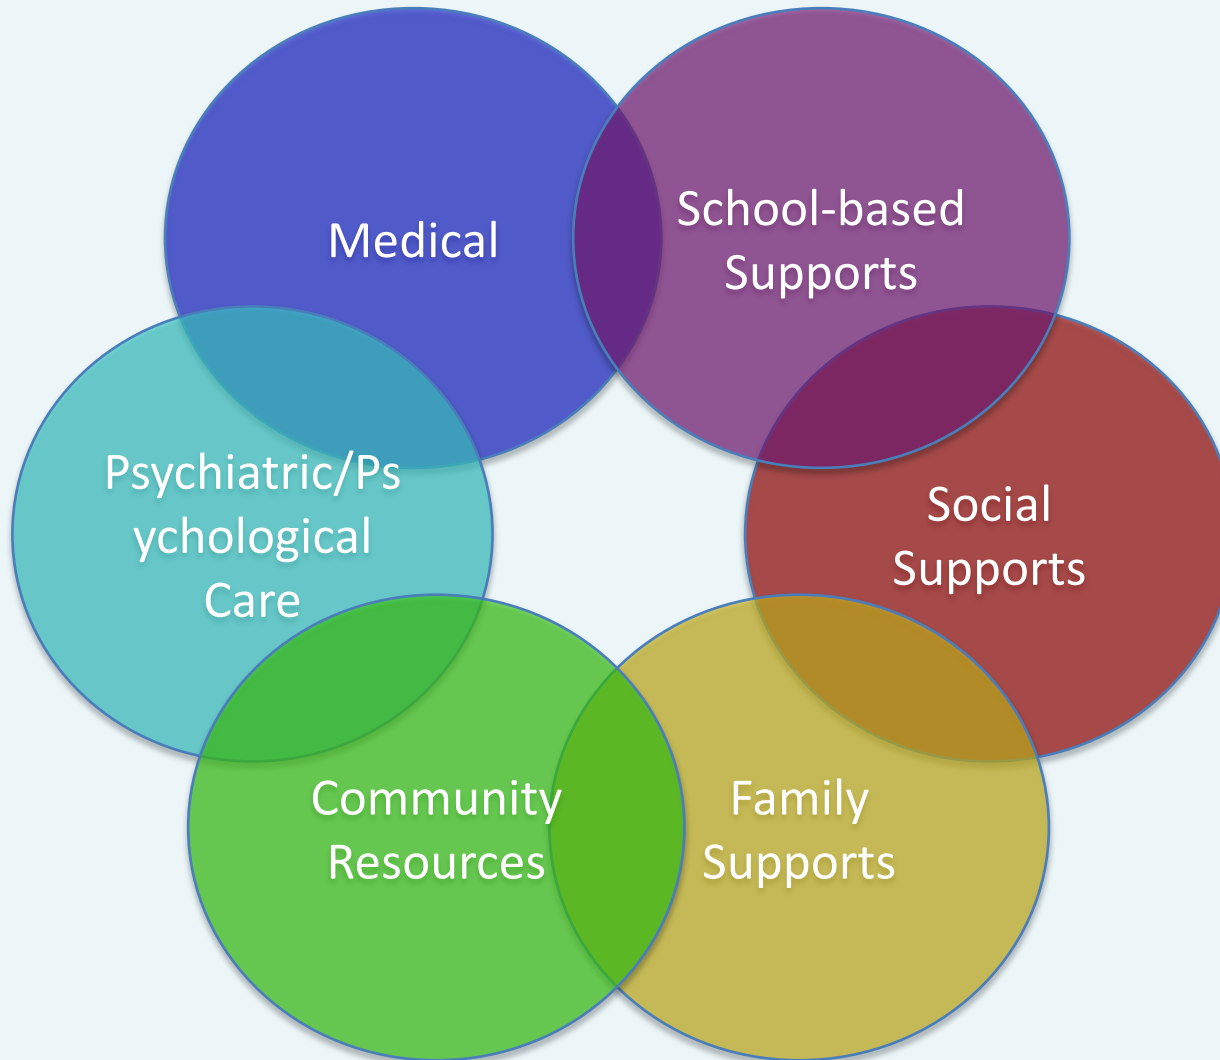 Medical
School-based
Supports
Psychiatric/Ps
ychological
Care
Social
Supports
Community
Resources
Family
Supports